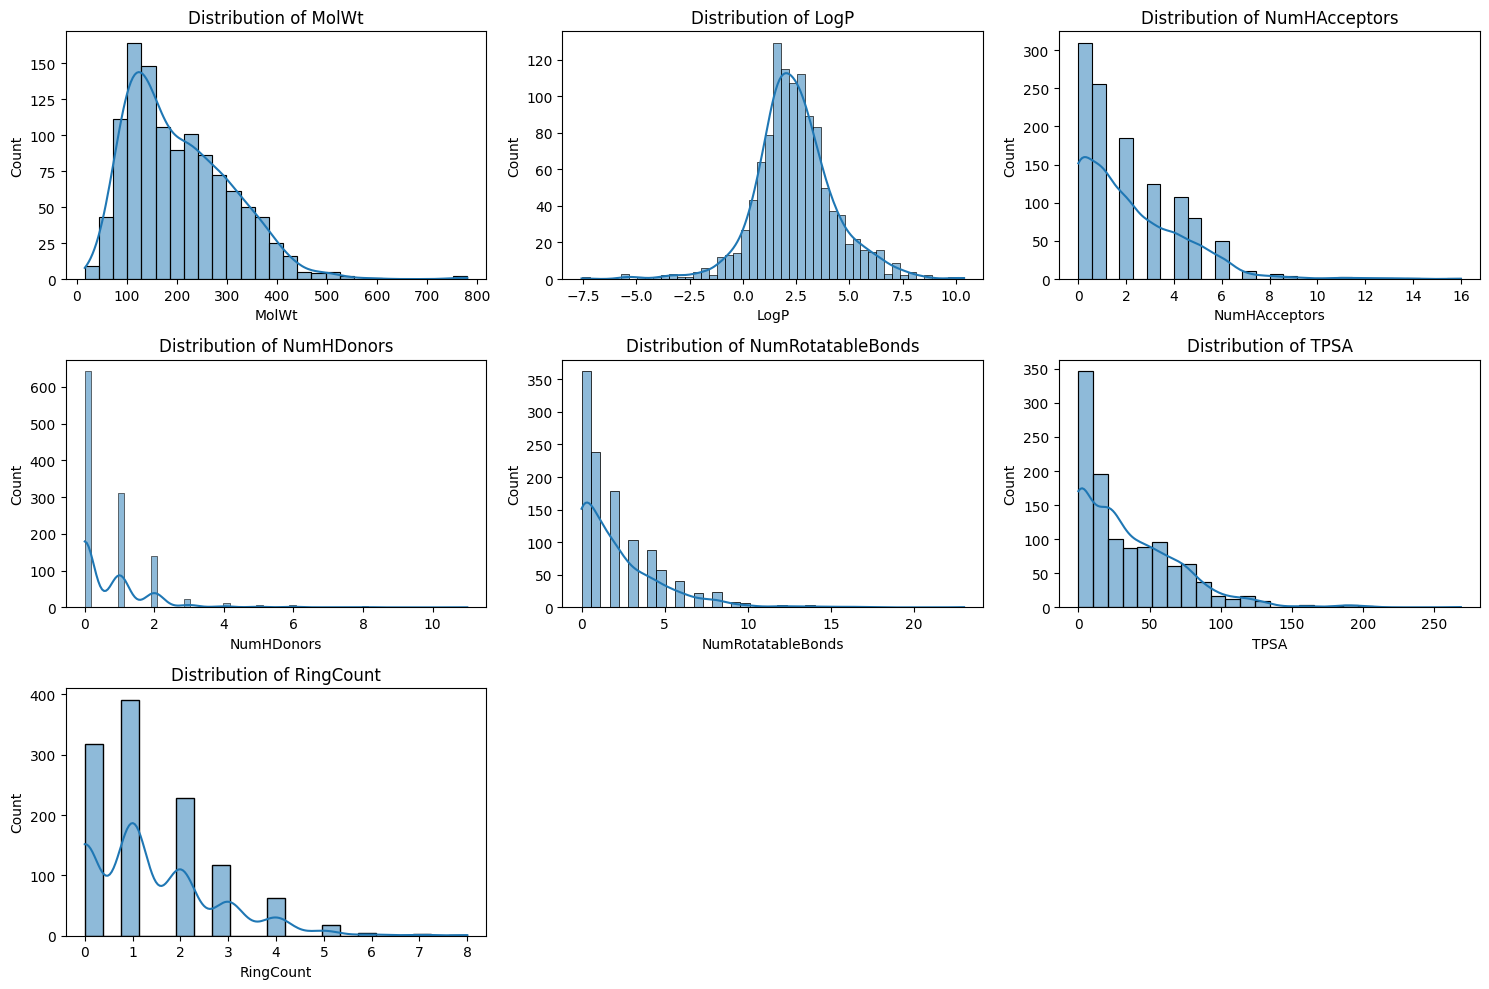 Distribution of MolWt
Count
150
125
100
75
50
25
0
0 100 200 300 400 500 600 700 800
MolWt
Distribution of LogP
Count
120
100
80
60
40
20
0
−7.5 −5.0 −2.5 0.0 2.5 5.0 7.5 10.0
LogP
Distribution of NumHAcceptors
Count
300
250
200
150
100
50
0
0 2 4 6 8 10 12 14 16
NumHAcceptors
Distribution of NumHDonors
Count
600
500
400
300
200
100
0
0 2 4 6 8 10
NumHDonors
Distribution of NumRotatableBonds
Count
350
300
250
200
150
100
50
0
0 5 10 15 20
NumRotatableBonds
Distribution of TPSA
Count
350
300
250
200
150
100
50
0
0 50 100 150 200 250
TPSA
Distribution of RingCount
Count
400
300
200
100
0
0 1 2 3 4 5 6 7 8
RingCount